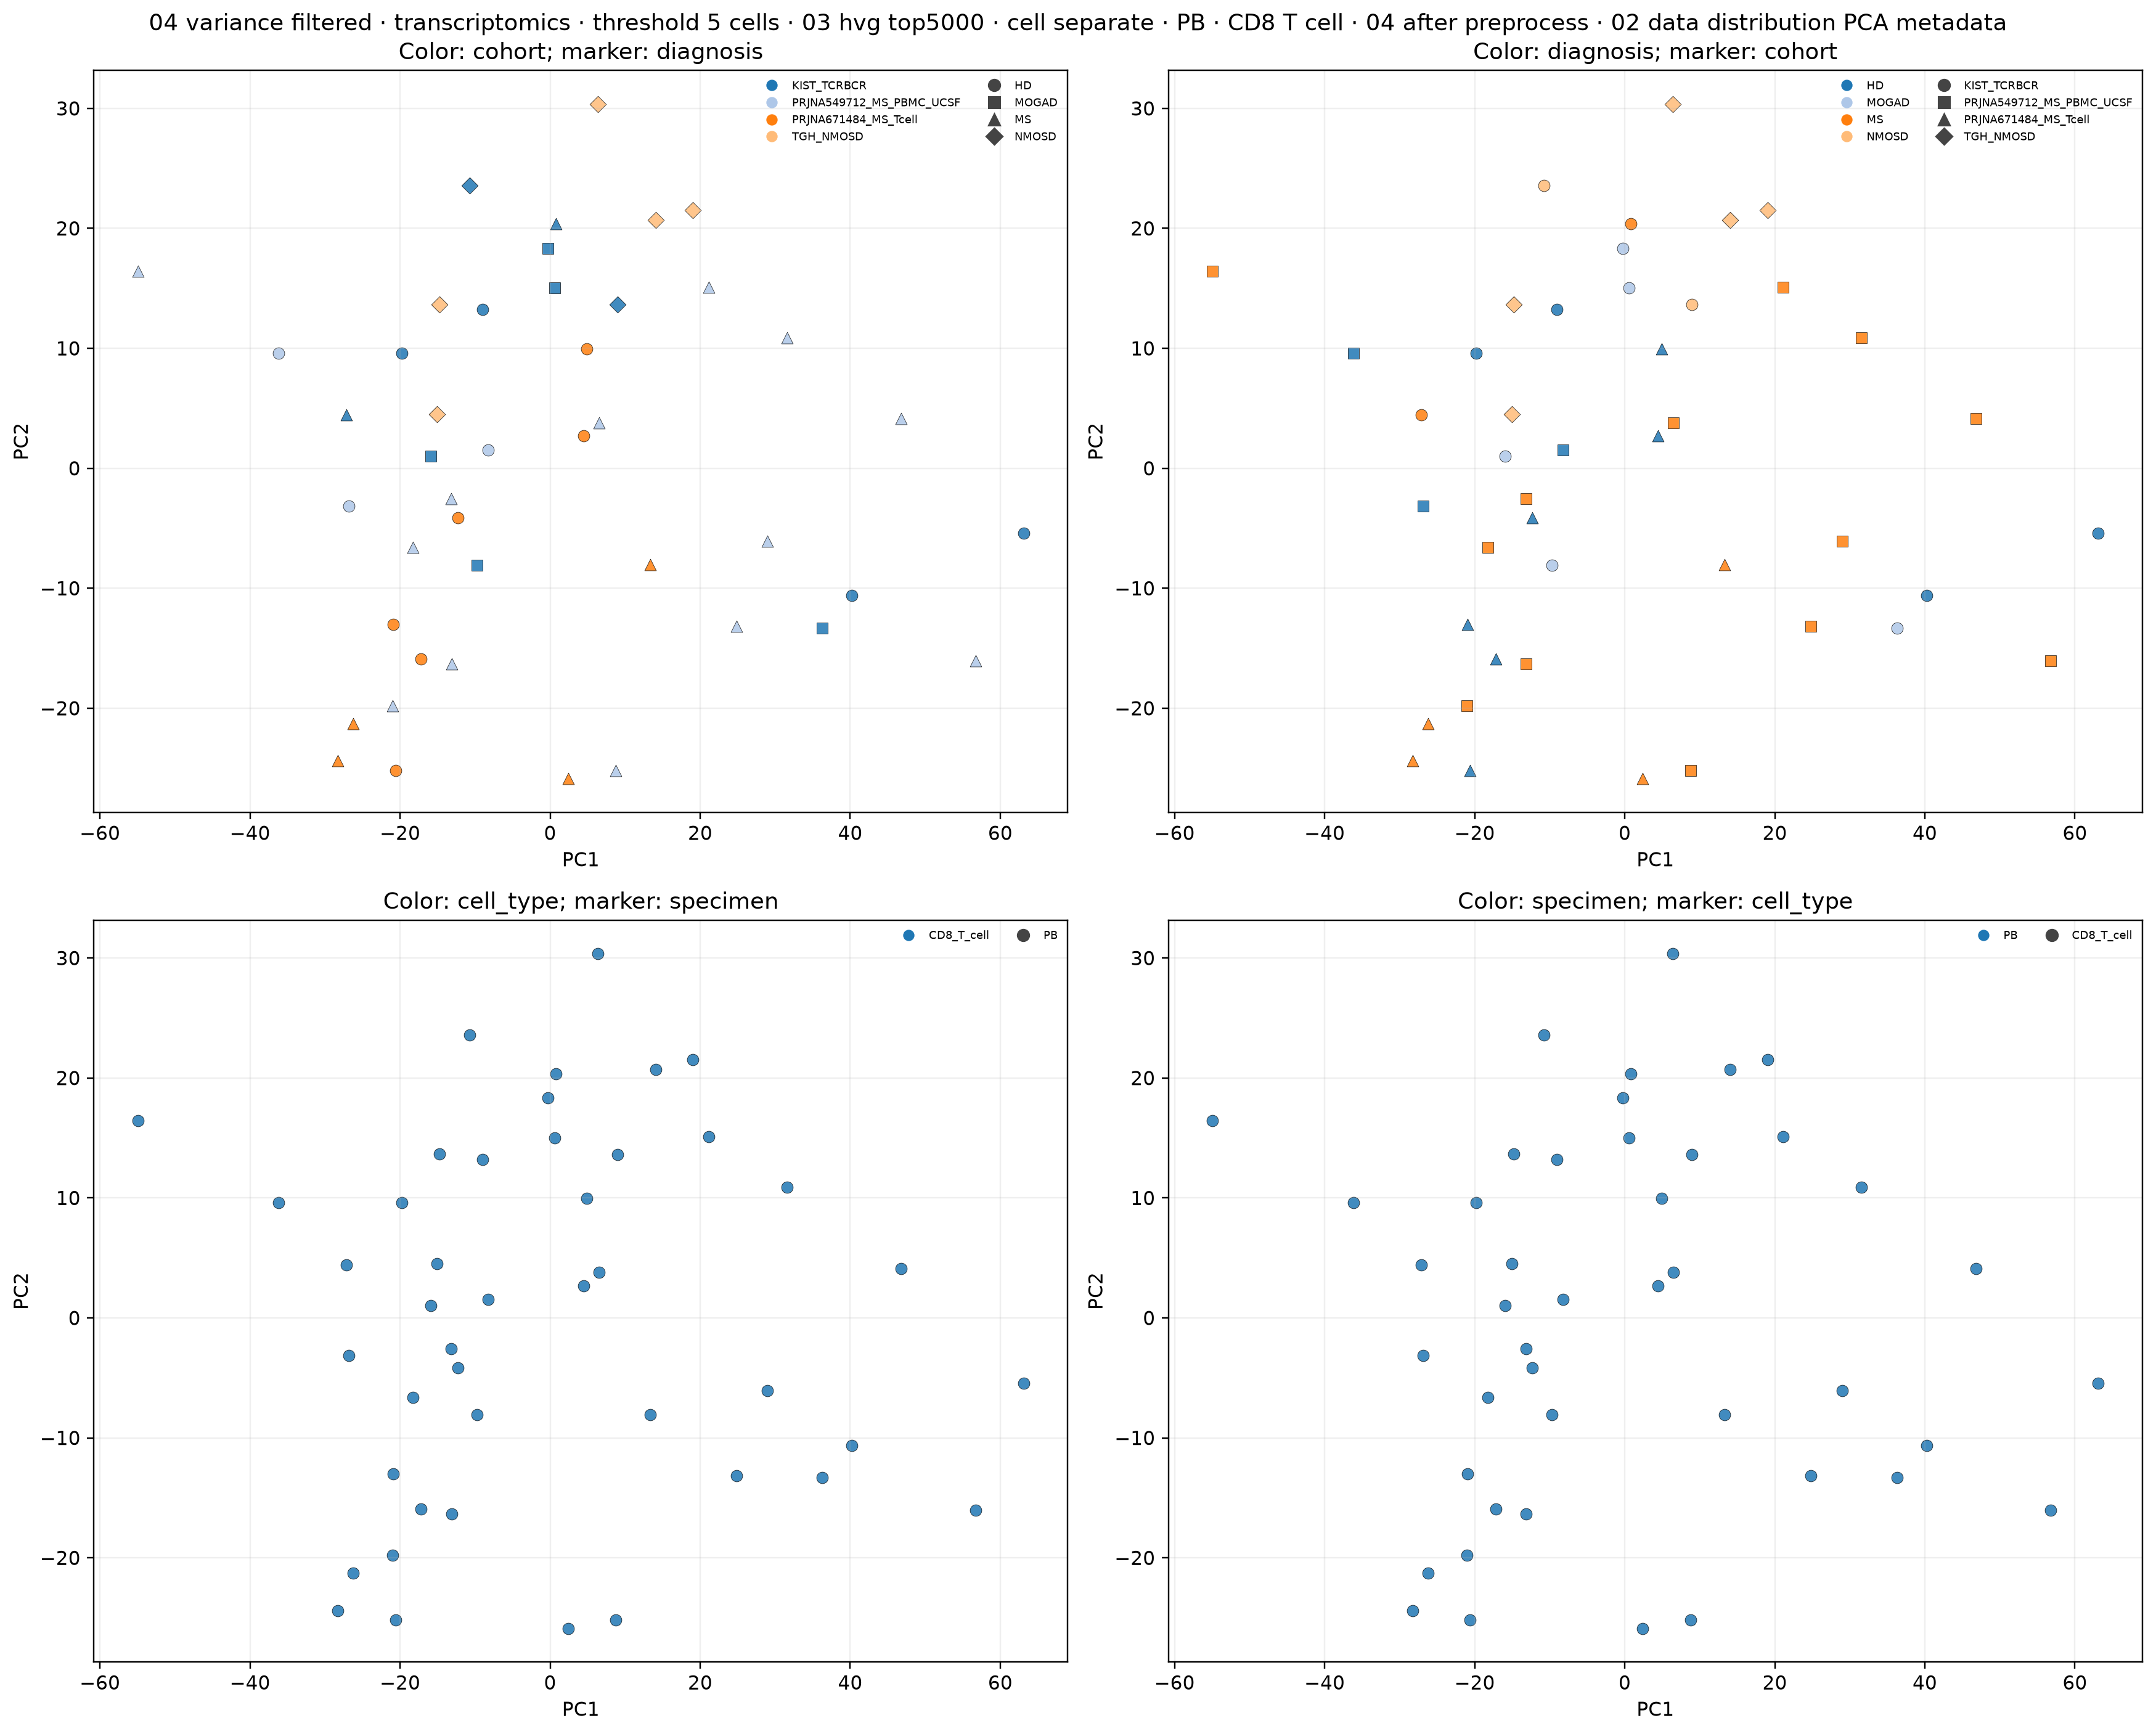 04 variance filtered · transcriptomics · threshold 5 cells · 03 hvg top5000 · cell separate · PB · CD8 T cell · 04 after preprocess · 02 data distribution PCA metadata
Color: cohort; marker: diagnosis
KIST_TCRBCR
PRJNA549712_MS_PBMC_UCSF
PRJNA671484_MS_Tcell
TGH_NMOSD
HD
MOGAD
MS
NMOSD
30
20
10
0
−10
−20
PC2
−60
−40
−20
0
20
40
60
PC1
Color: diagnosis; marker: cohort
HD
MOGAD
MS
NMOSD
KIST_TCRBCR
PRJNA549712_MS_PBMC_UCSF
PRJNA671484_MS_Tcell
TGH_NMOSD
30
20
10
0
−10
−20
PC2
−60
−40
−20
0
20
40
60
PC1
Color: cell_type; marker: specimen
CD8_T_cell
PB
30
20
10
0
−10
−20
PC2
−60
−40
−20
0
20
40
60
PC1
Color: specimen; marker: cell_type
PB
CD8_T_cell
30
20
10
0
−10
−20
PC2
−60
−40
−20
0
20
40
60
PC1